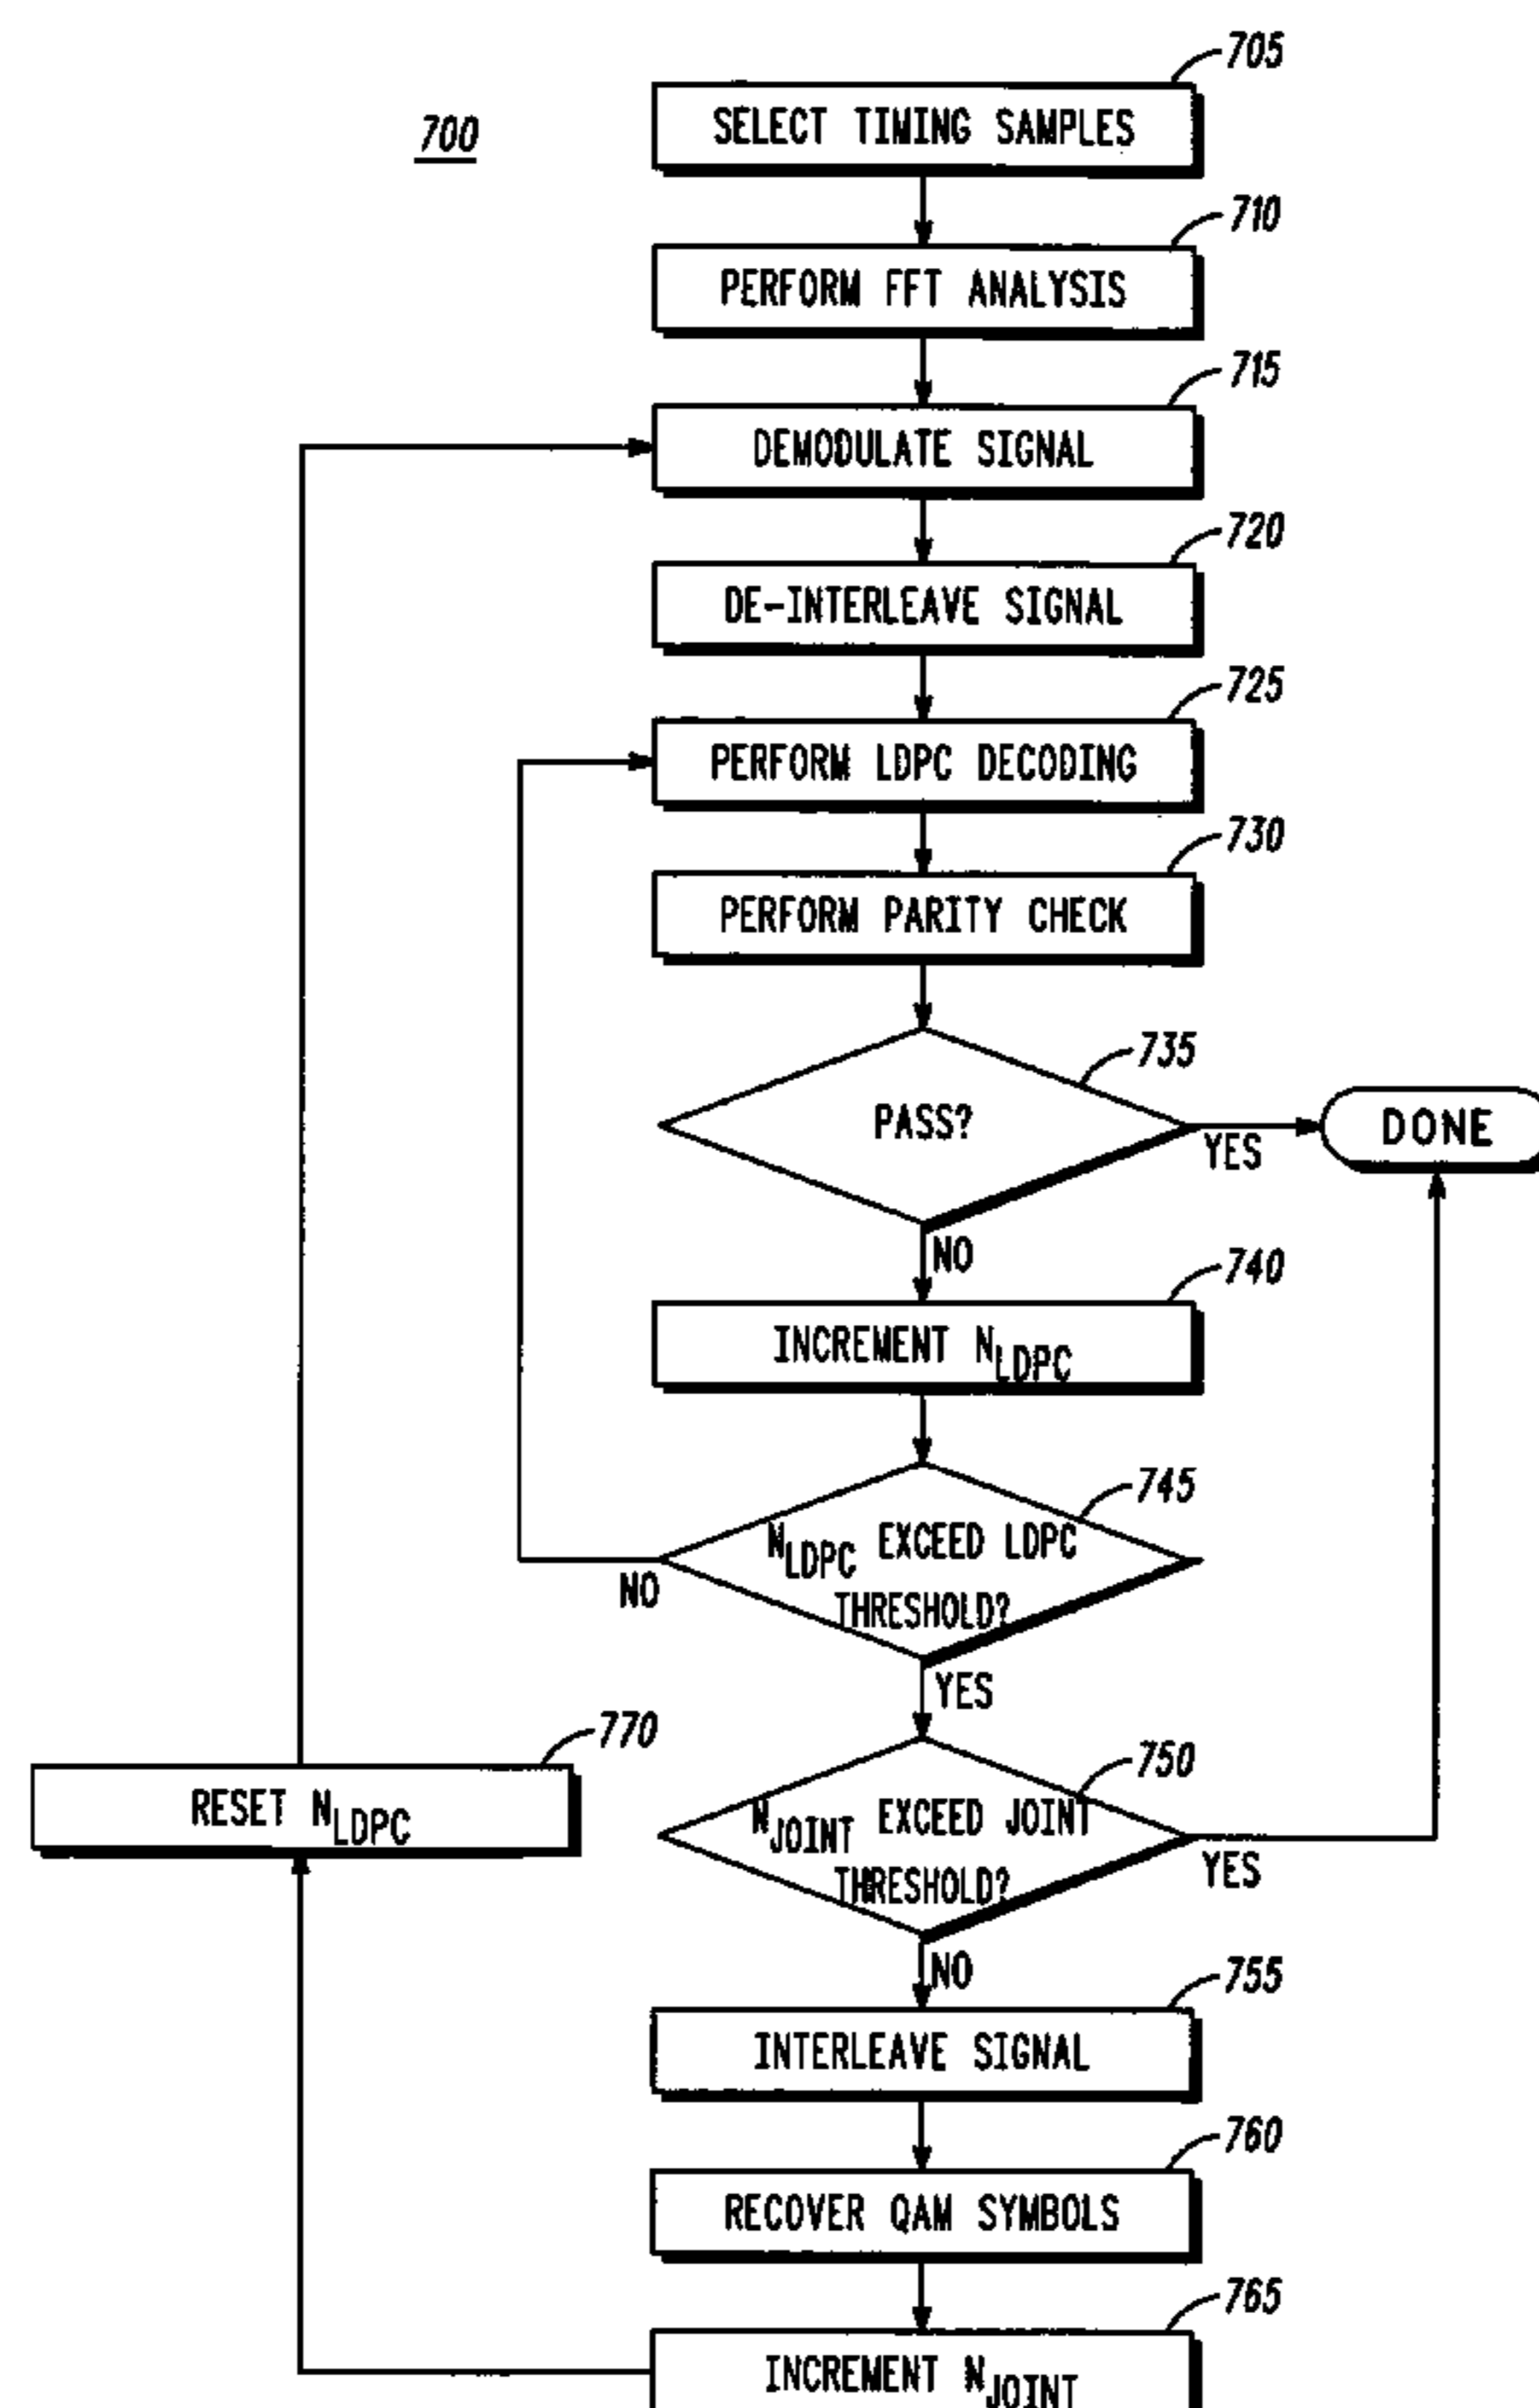 705
700
SELECT TIMING SAMPLES
710
PERFORM FFT ANALYSIS
715
DEMODULATE SIGNAL
720
DE-INTERLEAVE SIGNAL
725
PERFORM LDPC DECODING
730
PERFORM PARITY CHECK
735
PASS?
DONE
YES
NO
740
INCREMENT NLDPC
745
NLDPC EXCEED LDPC
THRESHOLD?
NO
YES
770
RESET NLDPC
750
NJOINT EXCEED JOINT
THRESHOLD?
YES
NO
755
INTERLEAVE SIGNAL
760
RECOVER QAM SYMBOLS
765
INCREMENT NJOINT